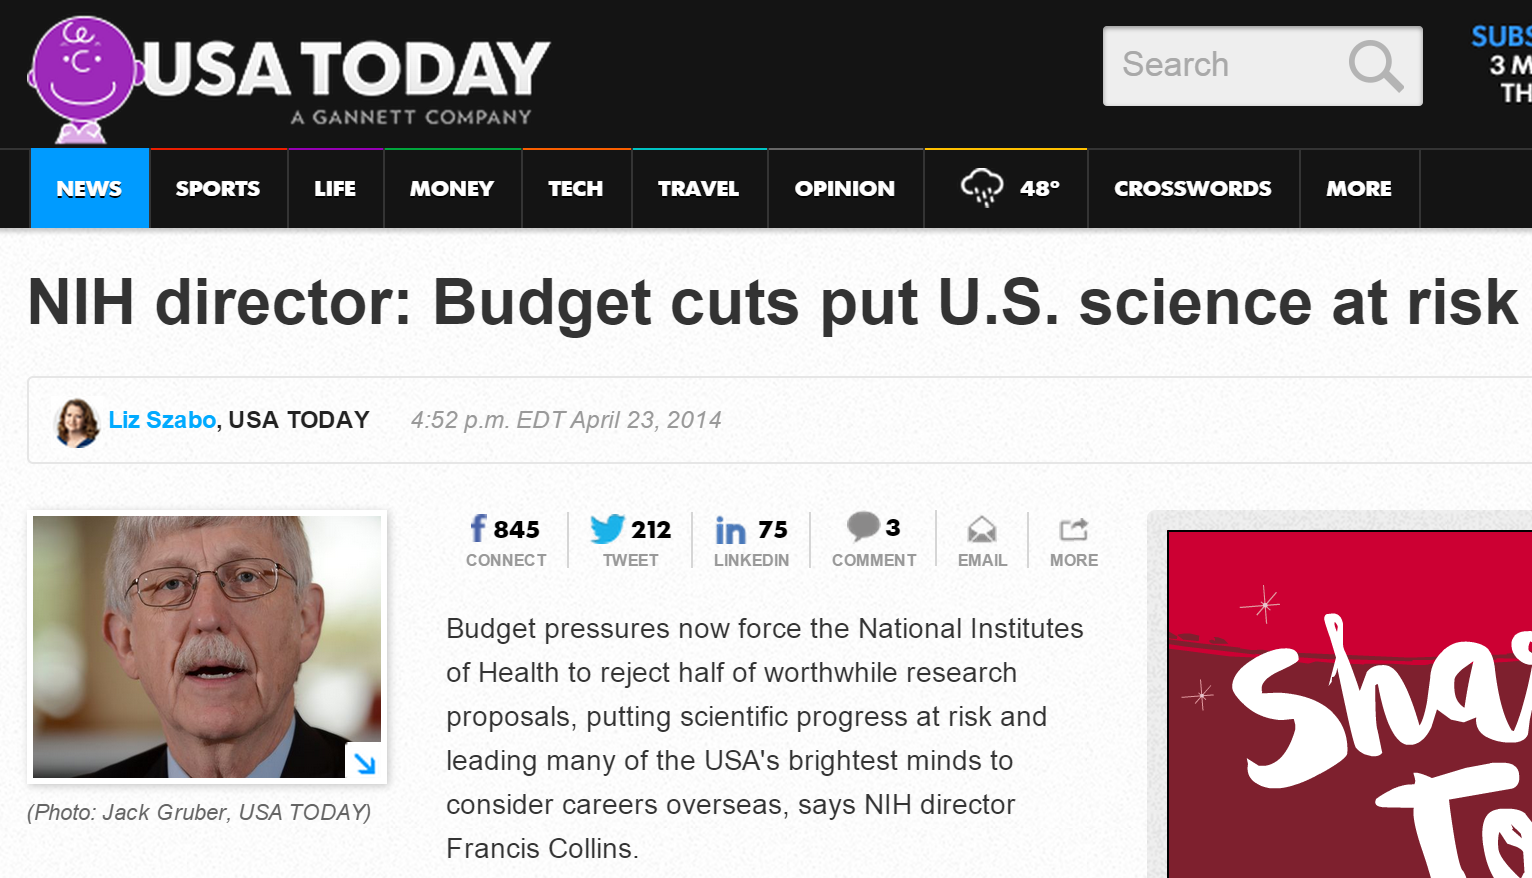 USA TODAY
A GANNETT COMPANY
Search
SUBS
3 M
TH
NEWS SPORTS LIFE MONEY TECH TRAVEL OPINION 48° CROSSWORDS MORE
NIH director: Budget cuts put U.S. science at risk
Liz Szabo, USA TODAY 4:52 p.m. EDT April 23, 2014
f 845 212 in 75 3
CONNECT TWEET LINKEDIN COMMENT EMAIL MORE
Budget pressures now force the National Institutes
of Health to reject half of worthwhile research
proposals, putting scientific progress at risk and
leading many of the USA's brightest minds to
consider careers overseas, says NIH director
Francis Collins.
(Photo: Jack Gruber, USA TODAY)
Sha
To